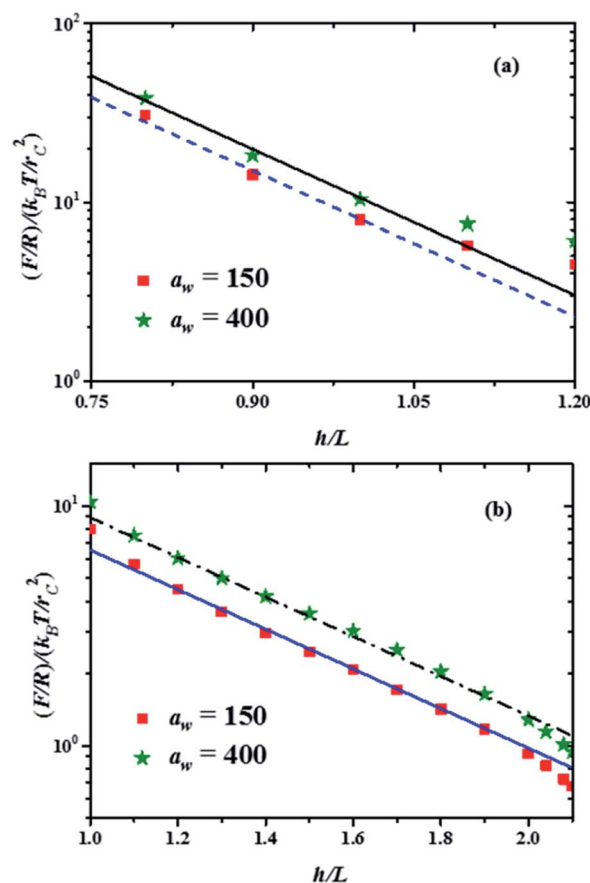 10²
(a)
(F/R)/(k_BT/r_C²)
10¹
a_w = 150
a_w = 400
10⁰
0.75 0.90 1.05 1.20
h/L
10¹
(b)
(F/R)/(k_BT/r_C²)
a_w = 150
a_w = 400
10⁰
1.0 1.2 1.4 1.6 1.8 2.0
h/L